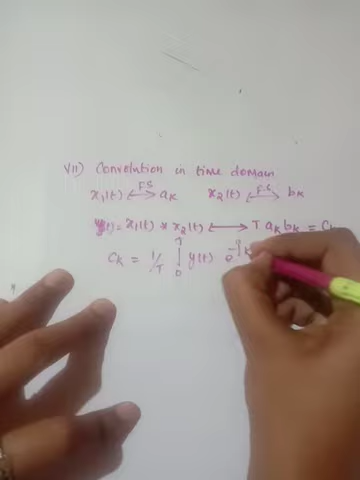 VII) Convolution in time domain
x₁(t) ⟷FS aₖ x₂(t) ⟷FS bₖ
y(t) = x₁(t) * x₂(t) ⟷ T aₖ bₖ = Cₖ
Cₖ = 1/T ∫₀ᵀ y(t) e^-jk